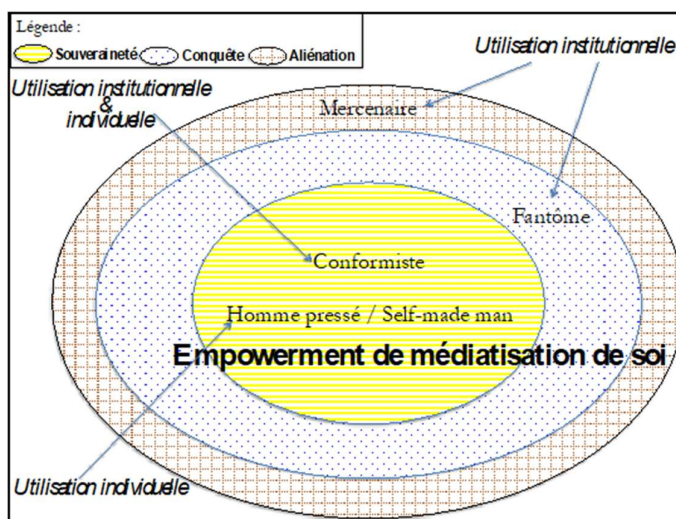 Légende :
Souveraineté Conquête Aliénation
Utilisation institutionnelle
Utilisation institutionnelle
&
individuelle
Mercenaire
Fantôme
Conformiste
Homme pressé / Self-made man
Empowerment de médiatisation de soi
Utilisation individuelle